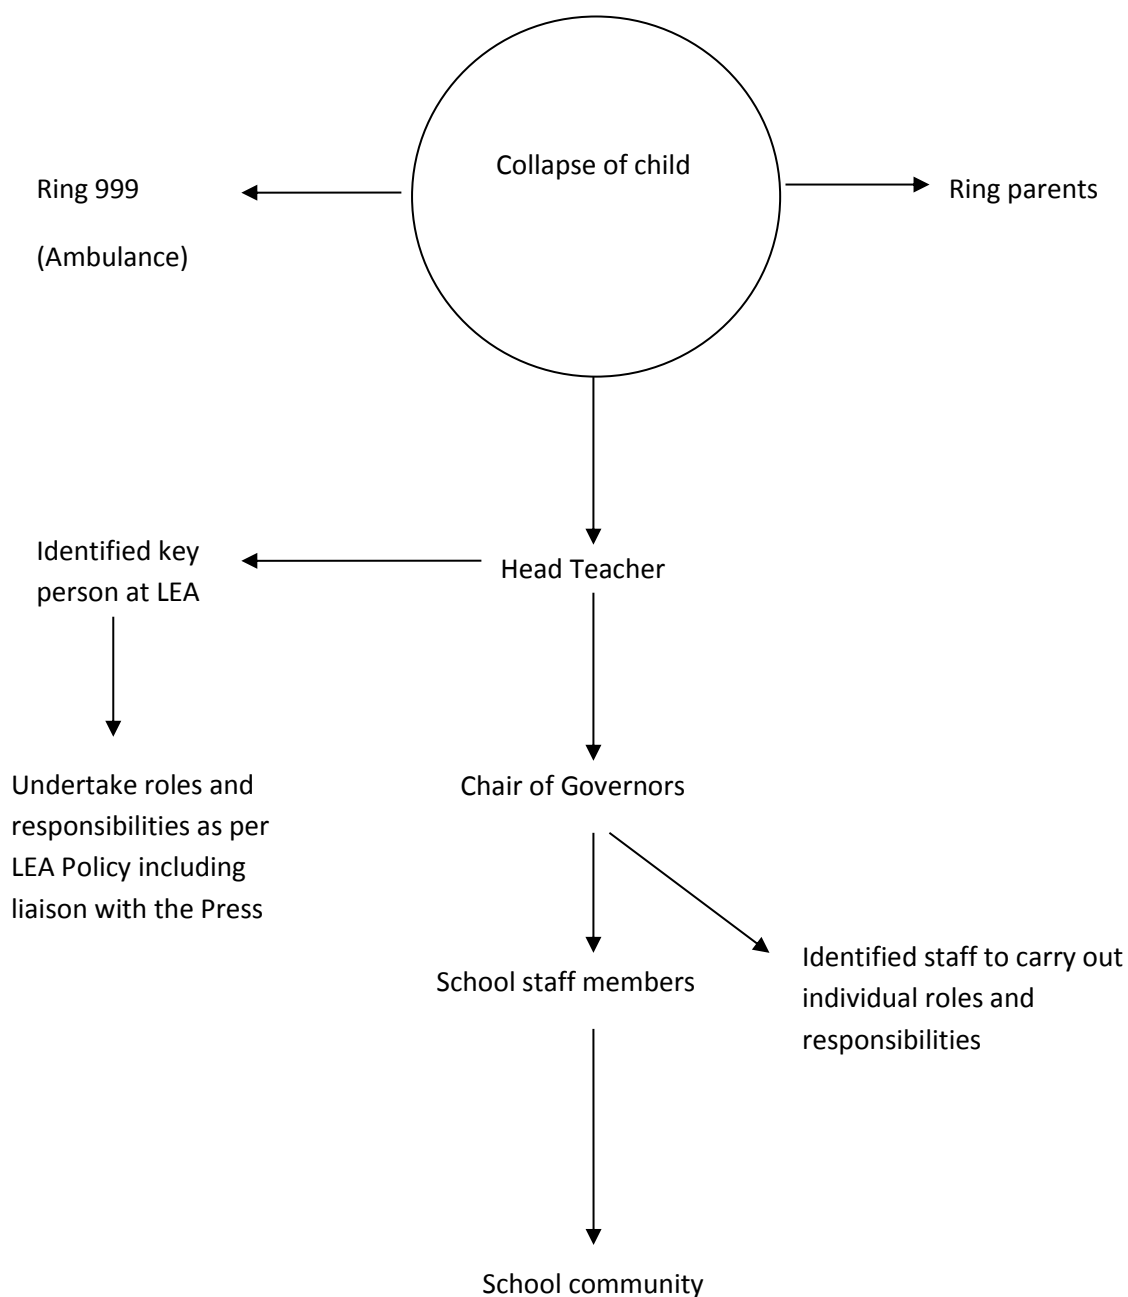 Collapse of child
Ring 999
(Ambulance)
Ring parents
Identified key
person at LEA
Head Teacher
Undertake roles and
responsibilities as per
LEA Policy including
liaison with the Press
Chair of Governors
School staff members
Identified staff to carry out
individual roles and
responsibilities
School community